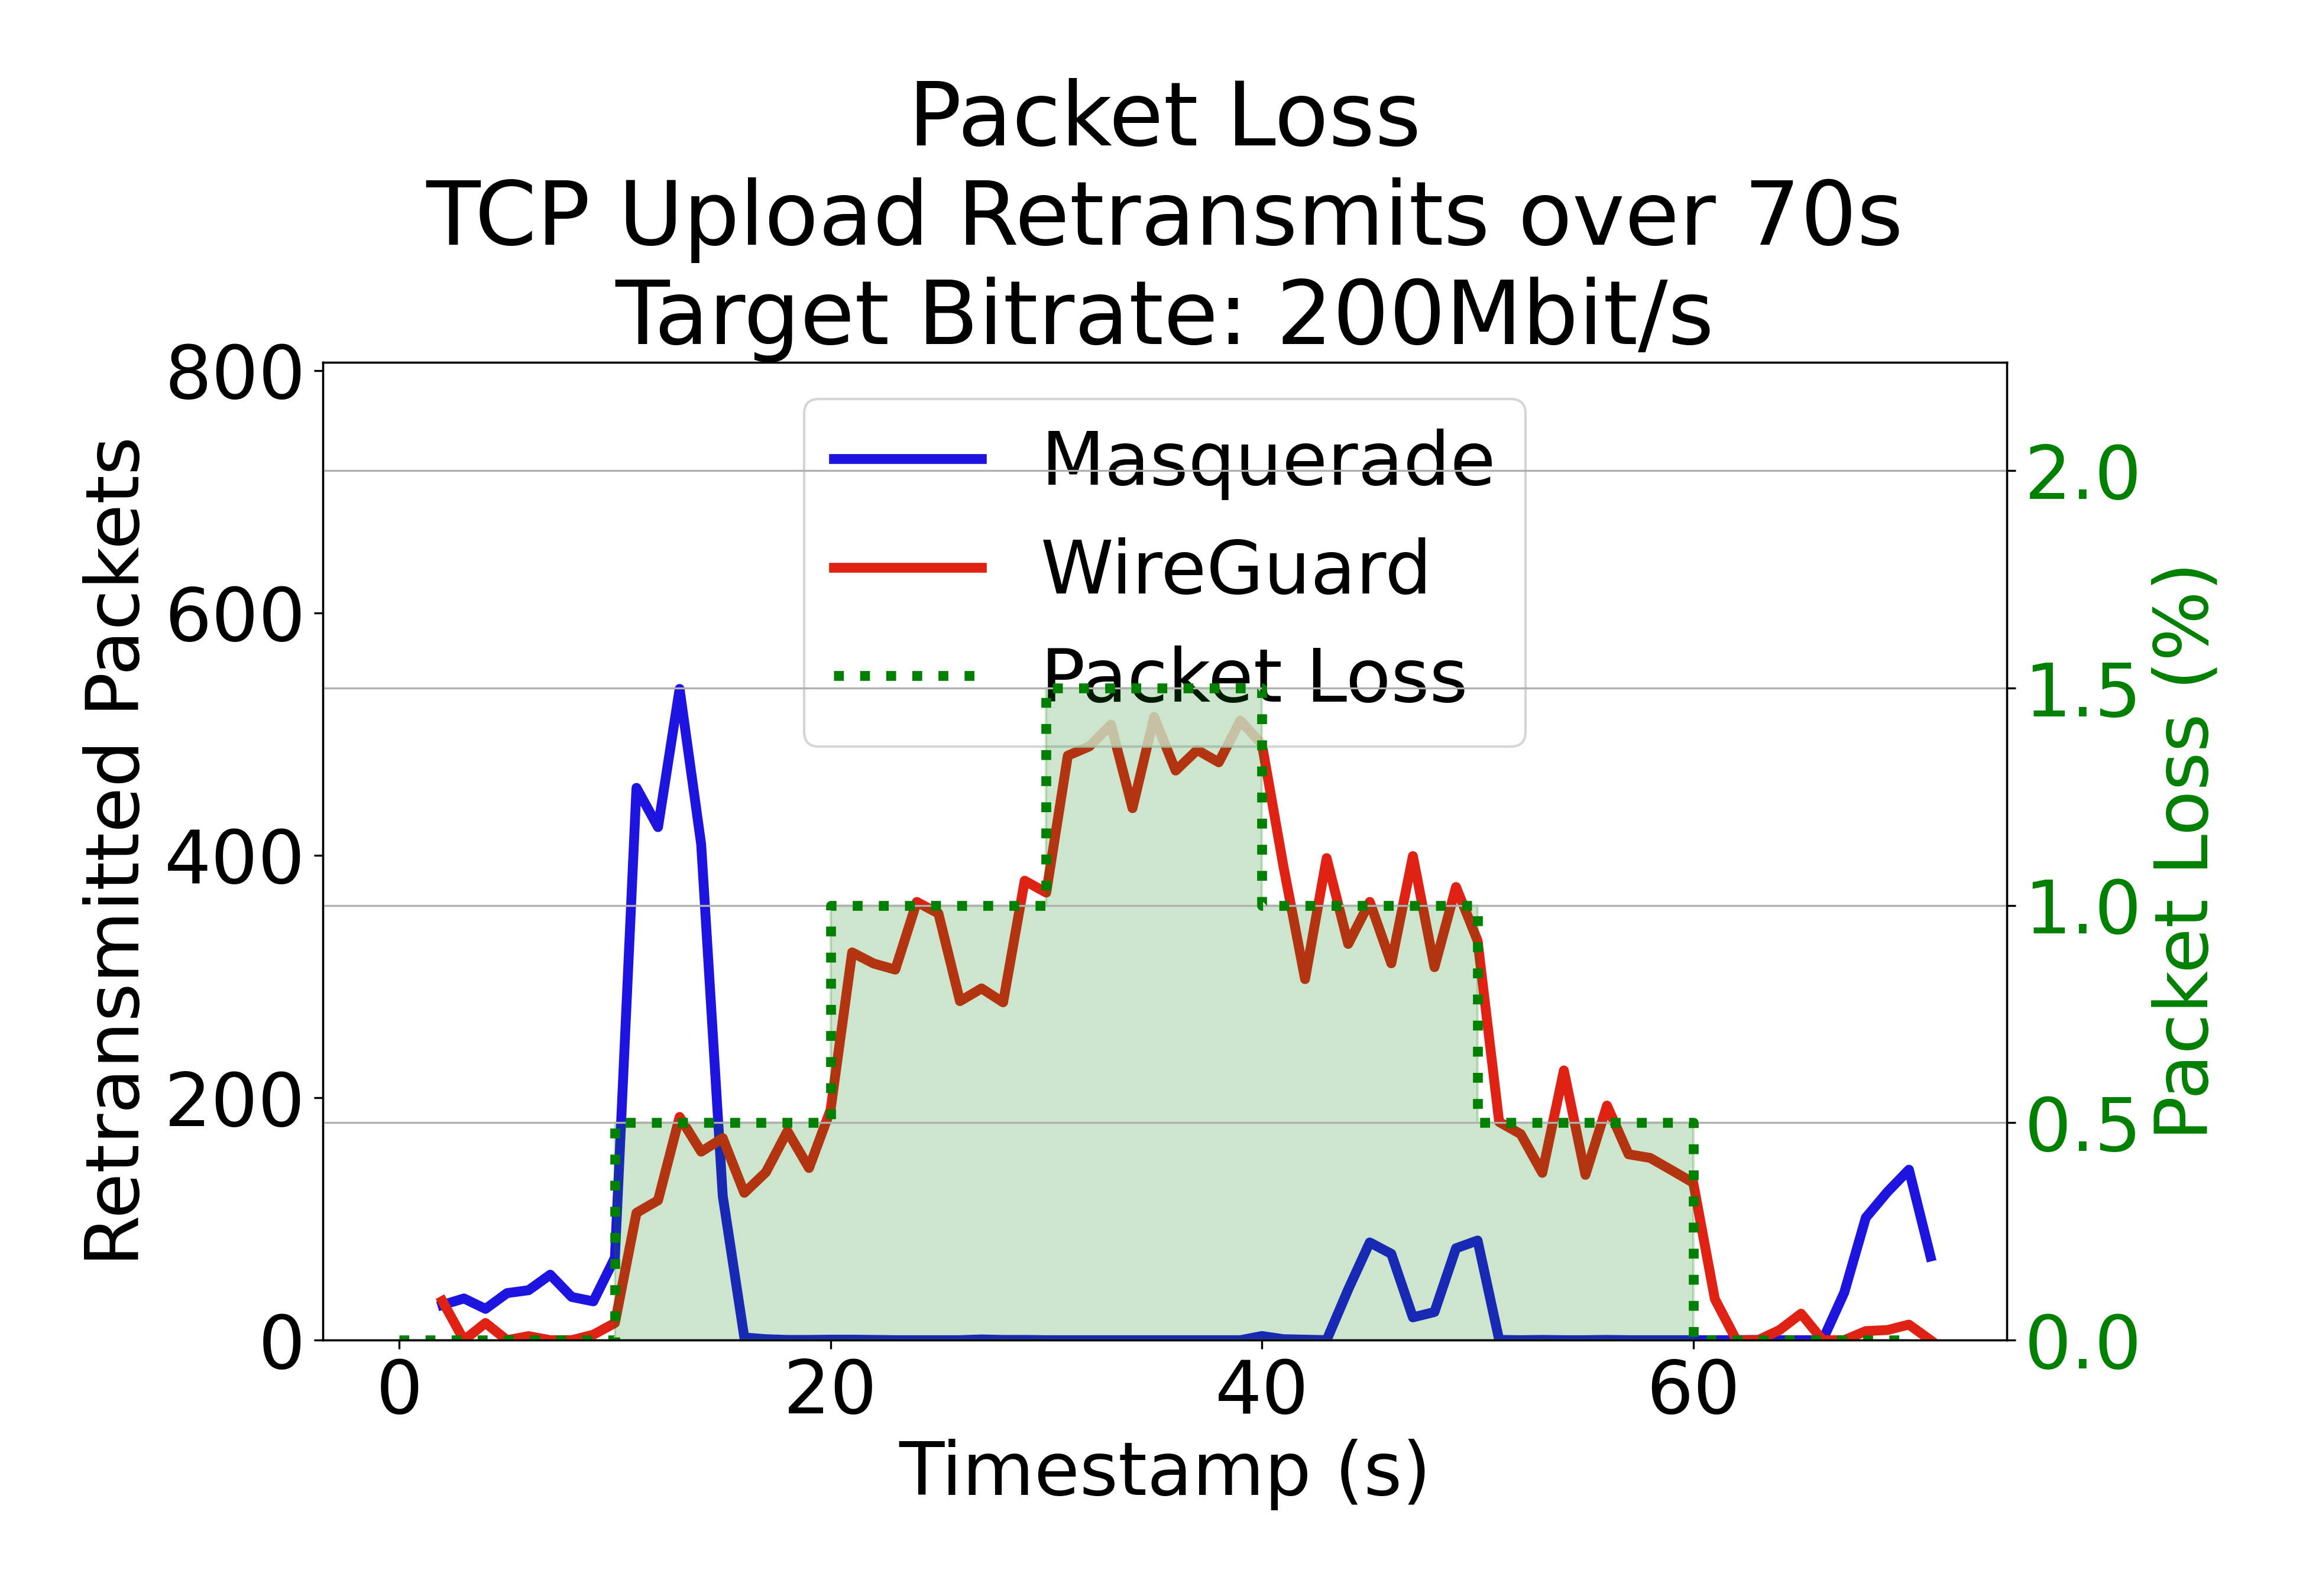 Packet Loss
TCP Upload Retransmits over 70s
Target Bitrate: 200Mbit/s
800
600
400
200
0
Retransmitted Packets
Masquerade
WireGuard
Packet Loss
2.0
1.5
1.0
0.5
0.0
Packet Loss (%)
0 20 40 60
Timestamp (s)